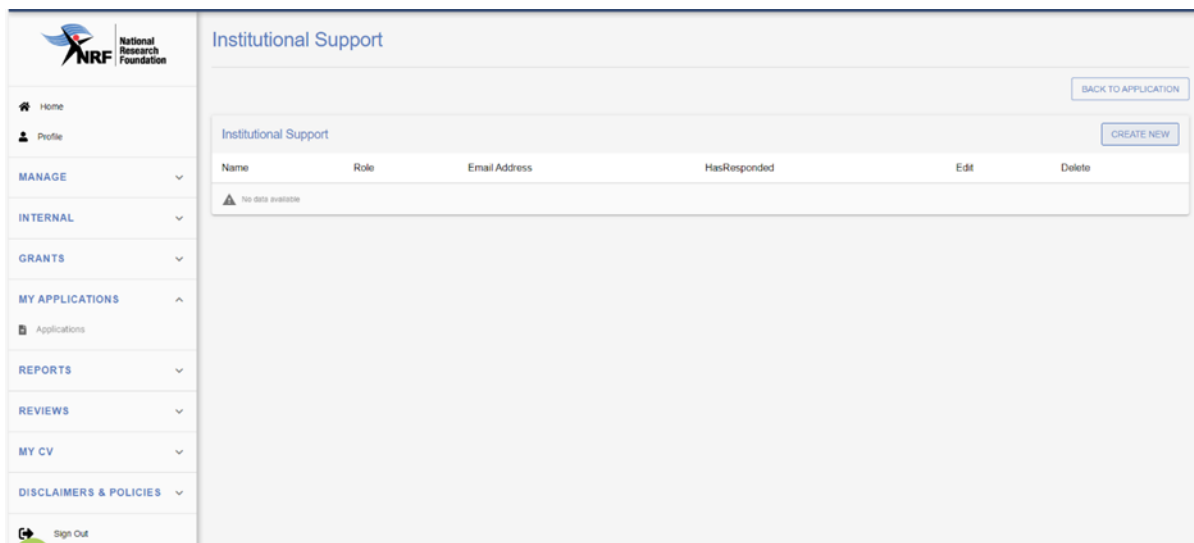 NRF
National
Research
Foundation
Home
Profile
MANAGE
INTERNAL
GRANTS
MY APPLICATIONS
Applications
REPORTS
REVIEWS
MY CV
DISCLAIMERS & POLICIES
Sign Out
Institutional Support
BACK TO APPLICATION
Institutional Support CREATE NEW
Name Role Email Address HasResponded Edit Delete
No data available